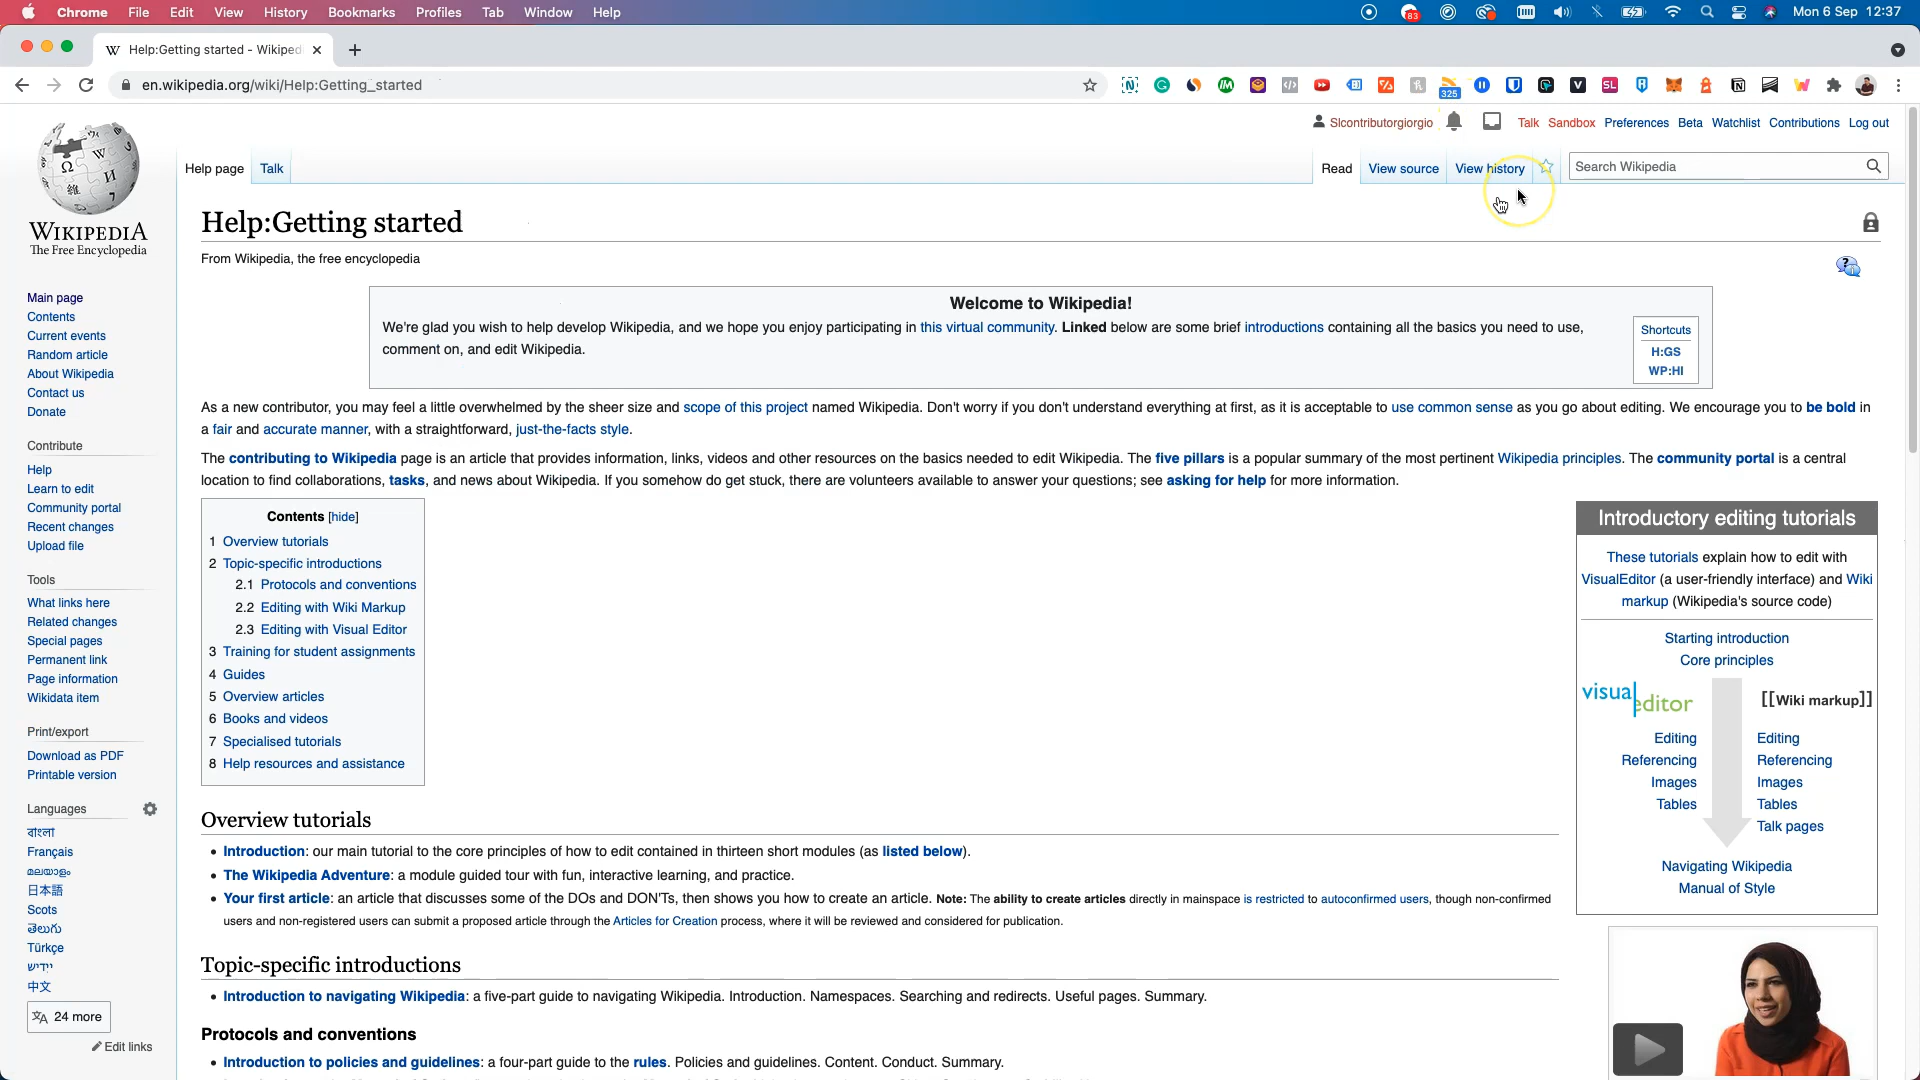 Chrome File Edit View History Bookmarks Profiles Tab Window Help
83
Mon 6 Sep 12:37
W Help:Getting started - Wikiped
en.wikipedia.org/wiki/Help:Getting_started
325
SL
Slcontributorgiorgio Talk Sandbox Preferences Beta Watchlist Contributions Log out
Help page Talk
Read View source View history
Search Wikipedia
WIKIPEDIA
The Free Encyclopedia
Main page
Contents
Current events
Random article
About Wikipedia
Contact us
Donate
Contribute
Help
Learn to edit
Community portal
Recent changes
Upload file
Tools
What links here
Related changes
Special pages
Permanent link
Page information
Wikidata item
Print/export
Download as PDF
Printable version
Languages
বাংলা
Français
മലയാളം
日本語
Scots
తెలుగు
Türkçe
ייִדיש
中文
24 more
Edit links
Help:Getting started
From Wikipedia, the free encyclopedia
Welcome to Wikipedia!
We're glad you wish to help develop Wikipedia, and we hope you enjoy participating in this virtual community. Linked below are some brief introductions containing all the basics you need to use,
comment on, and edit Wikipedia.
Shortcuts
H:GS
WP:HI
As a new contributor, you may feel a little overwhelmed by the sheer size and scope of this project named Wikipedia. Don't worry if you don't understand everything at first, as it is acceptable to use common sense as you go about editing. We encourage you to be bold in
a fair and accurate manner, with a straightforward, just-the-facts style.
The contributing to Wikipedia page is an article that provides information, links, videos and other resources on the basics needed to edit Wikipedia. The five pillars is a popular summary of the most pertinent Wikipedia principles. The community portal is a central
location to find collaborations, tasks, and news about Wikipedia. If you somehow do get stuck, there are volunteers available to answer your questions; see asking for help for more information.
Contents [hide]
1 Overview tutorials
2 Topic-specific introductions
2.1 Protocols and conventions
2.2 Editing with Wiki Markup
2.3 Editing with Visual Editor
3 Training for student assignments
4 Guides
5 Overview articles
6 Books and videos
7 Specialised tutorials
8 Help resources and assistance
Introductory editing tutorials
These tutorials explain how to edit with
VisualEditor (a user-friendly interface) and Wiki
markup (Wikipedia's source code)
Starting introduction
Core principles
visual editor
[[Wiki markup]]
Editing Editing
Referencing Referencing
Images Images
Tables Tables
Talk pages
Navigating Wikipedia
Manual of Style
Overview tutorials
• Introduction: our main tutorial to the core principles of how to edit contained in thirteen short modules (as listed below).
• The Wikipedia Adventure: a module guided tour with fun, interactive learning, and practice.
• Your first article: an article that discusses some of the DOs and DON'Ts, then shows you how to create an article. Note: The ability to create articles directly in mainspace is restricted to autoconfirmed users, though non-confirmed
users and non-registered users can submit a proposed article through the Articles for Creation process, where it will be reviewed and considered for publication.
Topic-specific introductions
• Introduction to navigating Wikipedia: a five-part guide to navigating Wikipedia. Introduction. Namespaces. Searching and redirects. Useful pages. Summary.
Protocols and conventions
• Introduction to policies and guidelines: a four-part guide to the rules. Policies and guidelines. Content. Conduct. Summary.